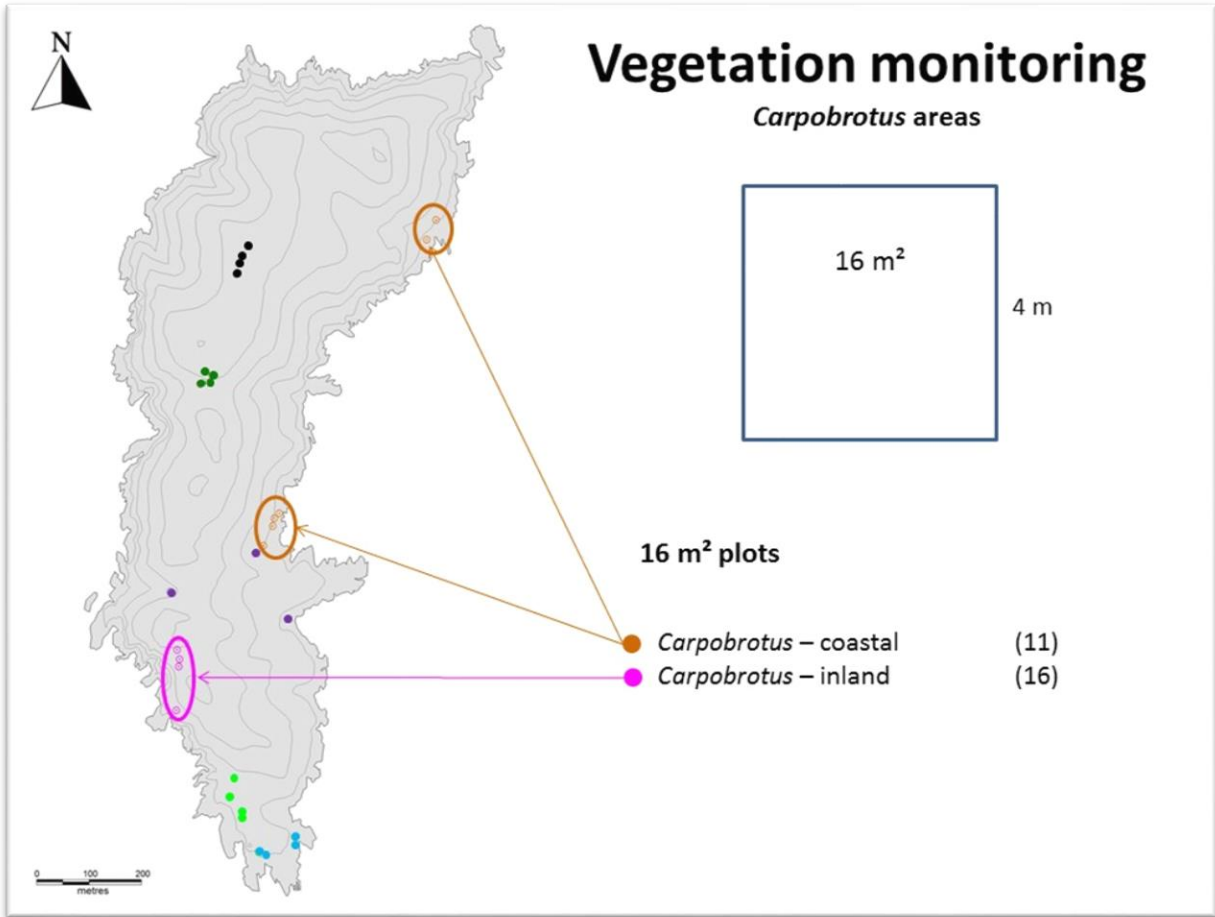 N
Vegetation monitoring
Carpobrotus areas
16 m²
4 m
16 m² plots
Carpobrotus – coastal (11)
Carpobrotus – inland (16)
0 100 200
metres